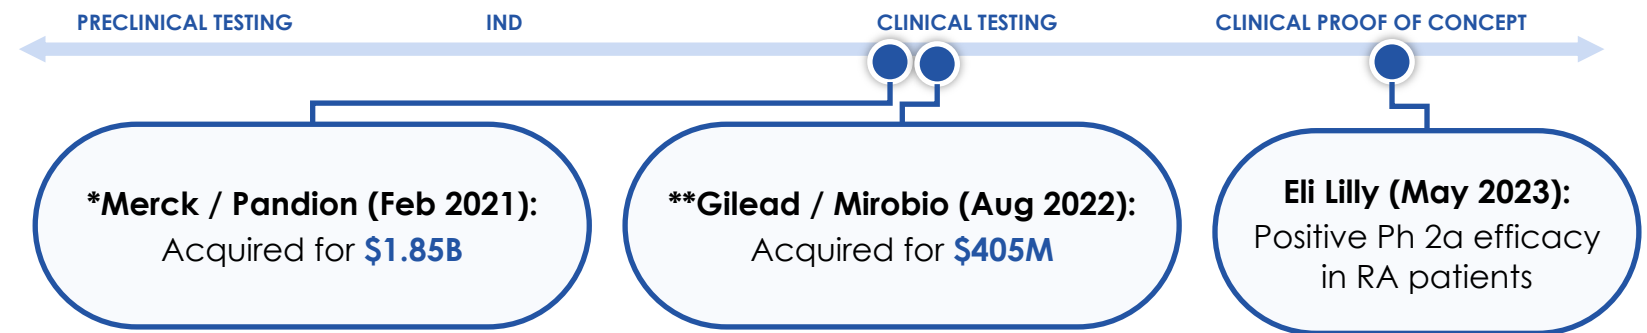 PRECLINICAL TESTING IND CLINICAL TESTING CLINICAL PROOF OF CONCEPT
*Merck / Pandion (Feb 2021):
Acquired for $1.85B
**Gilead / Mirobio (Aug 2022):
Acquired for $405M
Eli Lilly (May 2023):
Positive Ph 2a efficacy
in RA patients